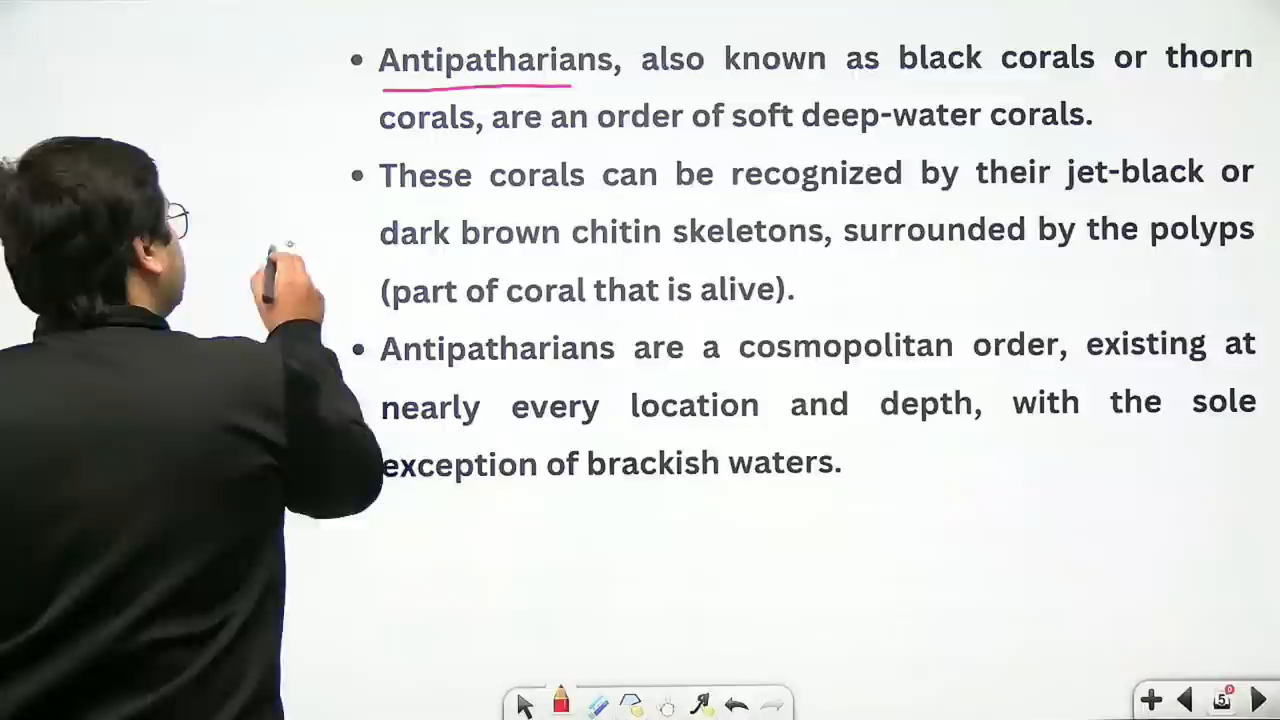 • Antipatharians, also known as black corals or thorn
corals, are an order of soft deep-water corals.
• These corals can be recognized by their jet-black or
dark brown chitin skeletons, surrounded by the polyps
(part of coral that is alive).
• Antipatharians are a cosmopolitan order, existing at
nearly every location and depth, with the sole
exception of brackish waters.
5
0